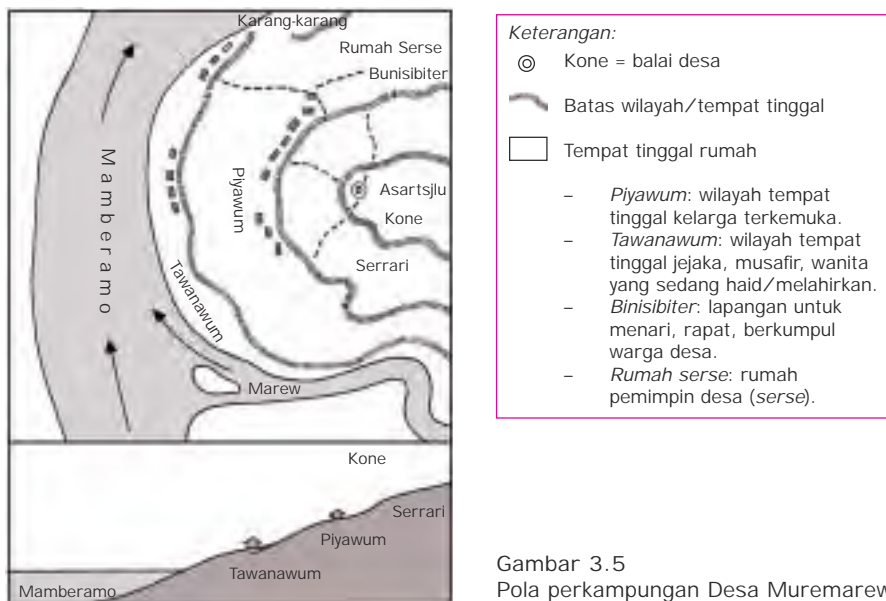 Karang-karang
Rumah Serse
Bunisibiter
Mamberamo
Piyawum
Asartsjlu
Kone
Tawanawum
Serrari
Marew
Kone
Serrari
Piyawum
Tawanawum
Mamberamo
Keterangan:
Kone = balai desa
Batas wilayah/tempat tinggal
Tempat tinggal rumah
– Piyawum: wilayah tempat
tinggal kelarga terkemuka.
– Tawanawum: wilayah tempat
tinggal jejaka, musafir, wanita
yang sedang haid/melahirkan.
– Binisibiter: lapangan untuk
menari, rapat, berkumpul
warga desa.
– Rumah serse: rumah
pemimpin desa (serse).
Gambar 3.5
Pola perkampungan Desa Muremarew